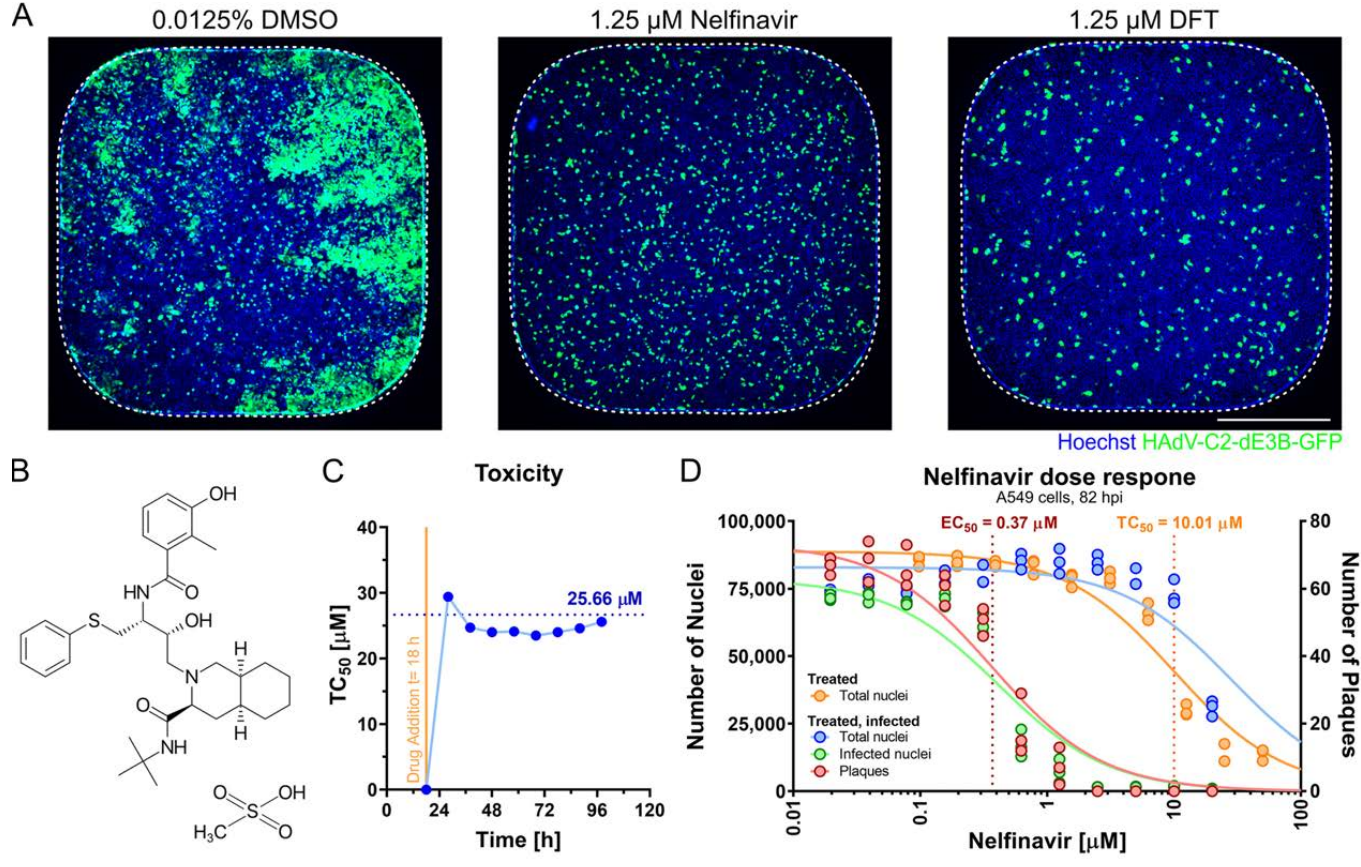 A
0.0125% DMSO
1.25 µM Nelfinavir
1.25 µM DFT
Hoechst HAdV-C2-dE3B-GFP
B
OH
O
HN
S
OH
H
N
O
H
NH
O
OH
S
H3C
O
C
Toxicity
TC50 [µM]
40
30
20
10
0
Drug Addition t= 18 h
25.66 µM
0 24 48 72 96 120
Time [h]
D
Nelfinavir dose respone
A549 cells, 82 hpi
EC50 = 0.37 µM
TC50 = 10.01 µM
Number of Nuclei
100,000
75,000
50,000
25,000
0
Treated
Total nuclei
Treated, infected
Total nuclei
Infected nuclei
Plaques
80
60
40
20
0
Number of Plaques
0.01 0.1 1 10 100
Nelfinavir [µM]